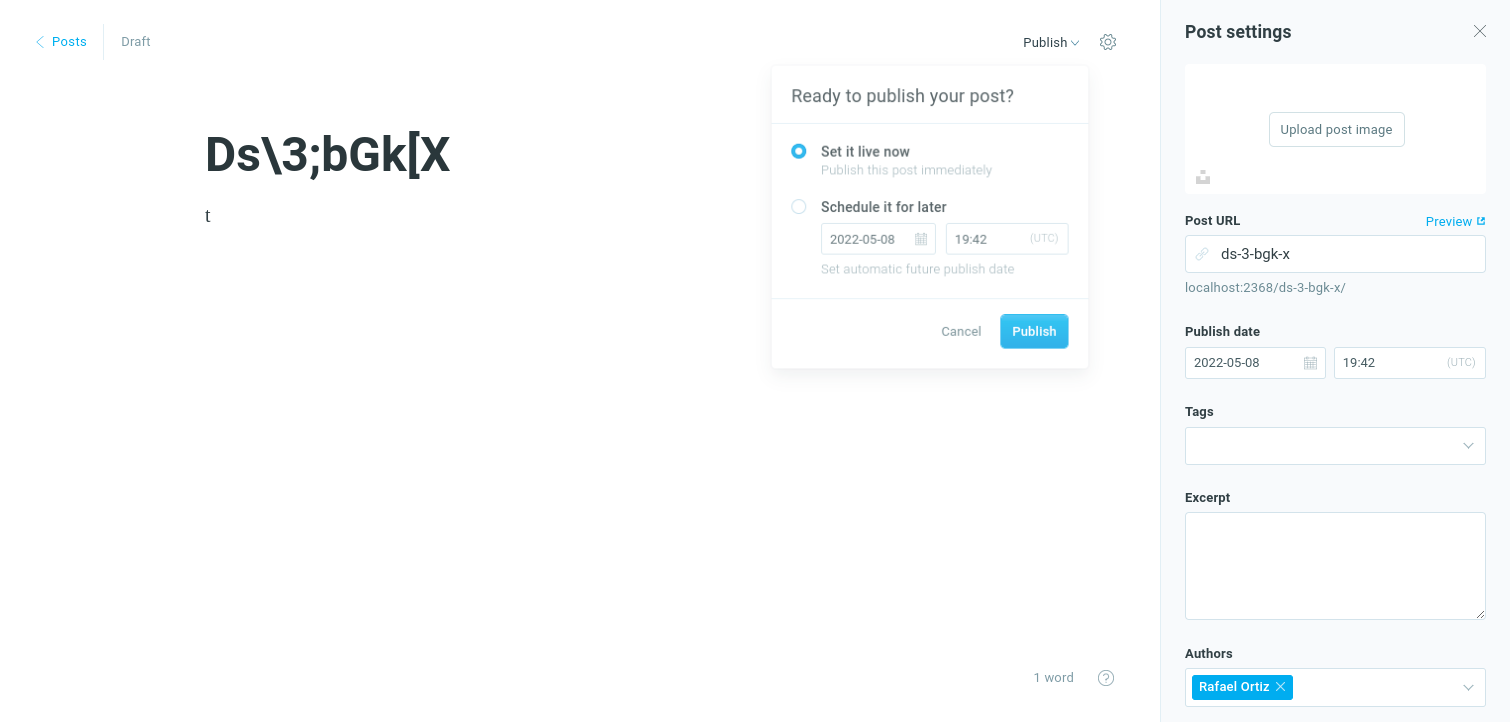 Posts
Draft
Publish
Ds\3;bGk[X
t
Ready to publish your post?
Set it live now
Publish this post immediately
Schedule it for later
2022-05-08
19:42
(UTC)
Set automatic future publish date
Cancel
Publish
1 word
?
Post settings
Upload post image
Post URL
Preview
ds-3-bgk-x
localhost:2368/ds-3-bgk-x/
Publish date
2022-05-08
19:42
(UTC)
Tags
Excerpt
Authors
Rafael Ortiz